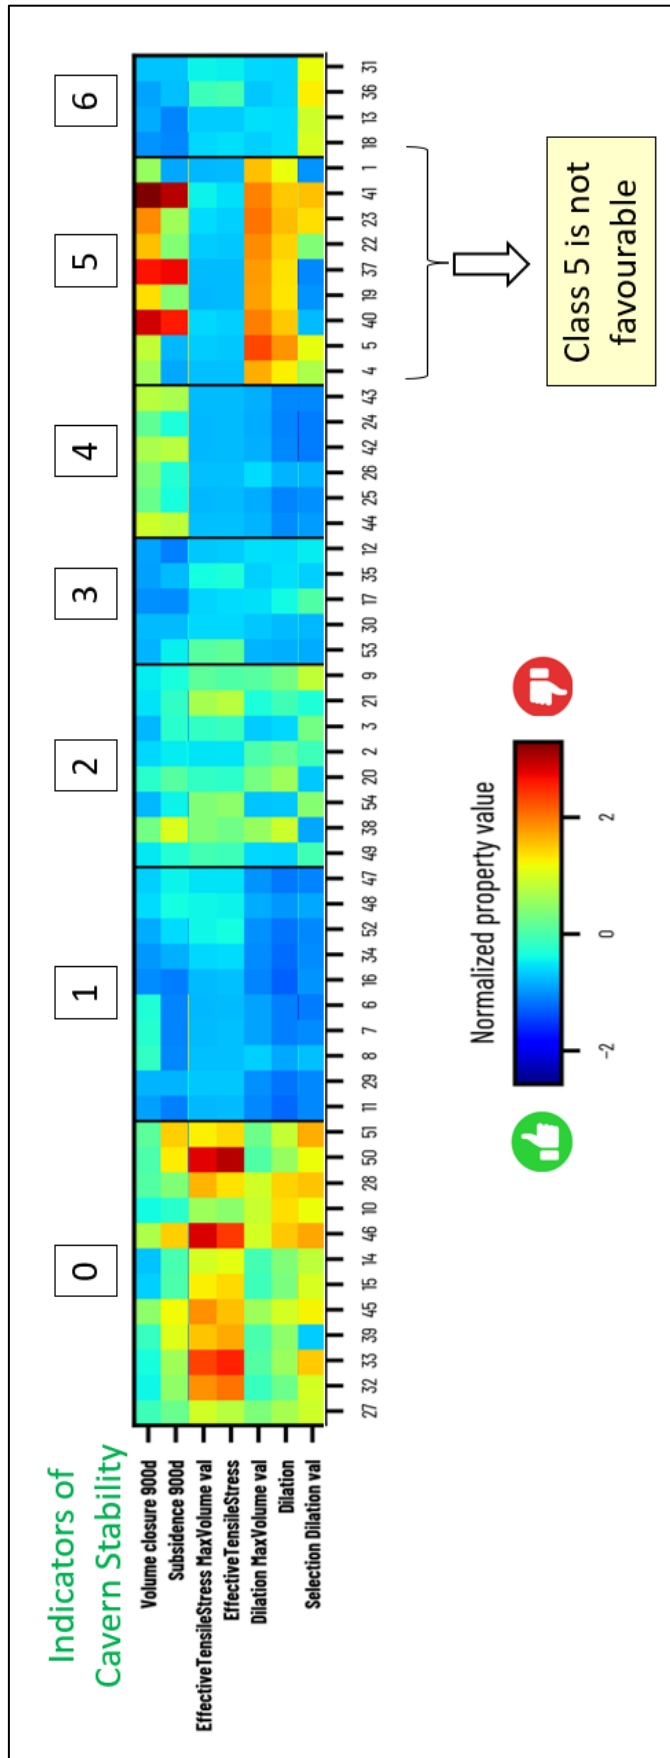 Indicators of
Cavern Stability
0
1
2
3
4
5
6
Volume closure 900d
Subsidence 900d
EffectiveTensileStress MaxVolume val
EffectiveTensileStress
Dilation MaxVolume val
Dilation
Selection Dilation val
27 32 33 39 45 15 14 46 10 28 50 51 11 29 8 7 6 16 34 52 48 47 49 38 54 20 2 3 21 9 53 30 17 35 12 44 25 26 42 24 43 4 5 40 19 37 22 23 41 1 18 13 36 31
Normalized property value
-2 0 2
Class 5 is not
favourable